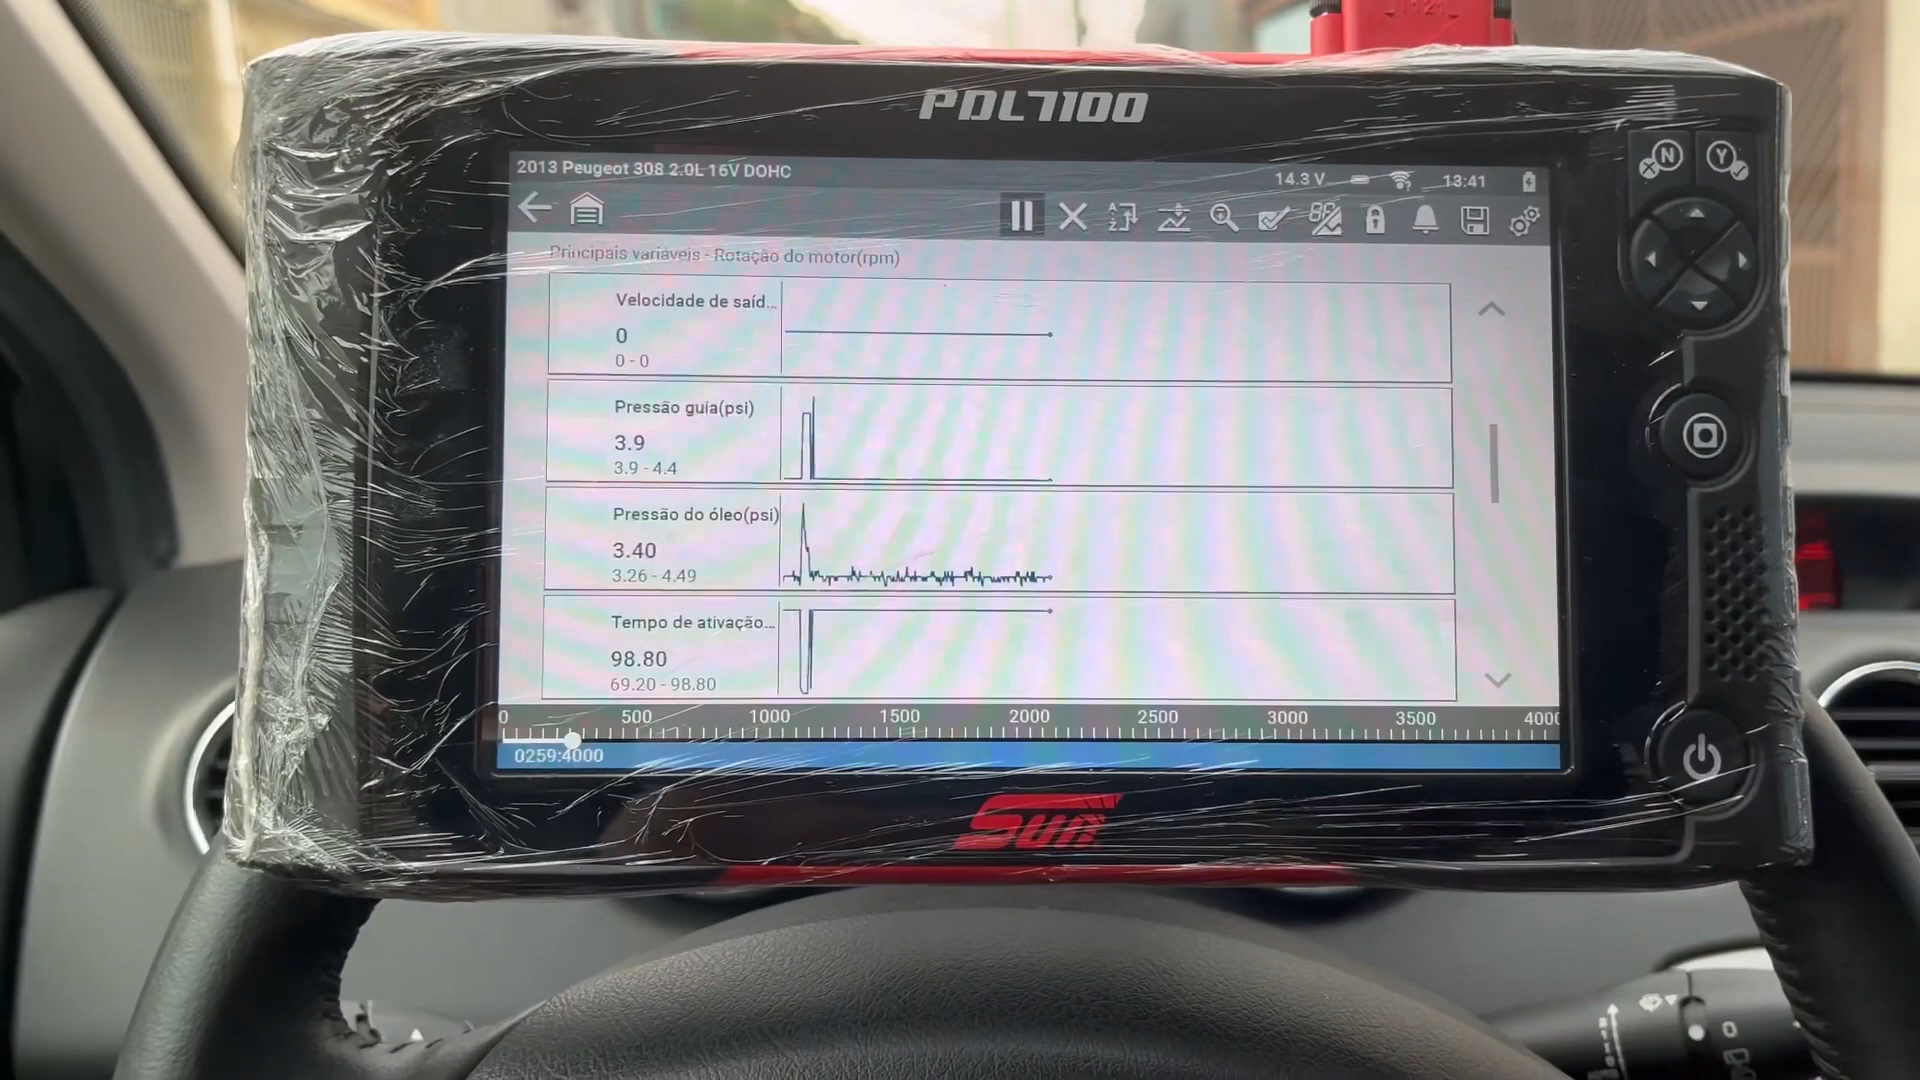 PDL7100
N
Y
2013 Peugeot 308 2.0L 16V DOHC
14.3 V
13:41
Principais variáveis - Rotação do motor(rpm)
Velocidade de saíd...
0
0 - 0
Pressão guia(psi)
3.9
3.9 - 4.4
Pressão do óleo(psi)
3.40
3.26 - 4.49
Tempo de ativação...
98.80
69.20 - 98.80
0 500 1000 1500 2000 2500 3000 3500 4000
0259:4000
Sun